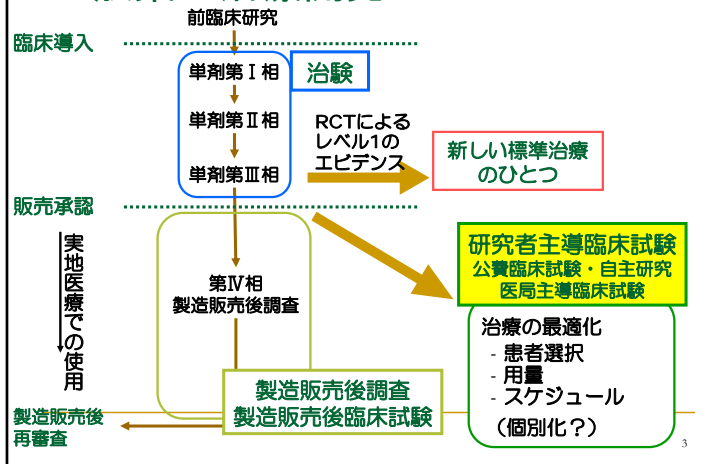 前臨床研究
臨床導入
単剤第Ⅰ相
治験
単剤第Ⅱ相
単剤第Ⅲ相
RCTによる
レベル1の
エビデンス
新しい標準治療
のひとつ
販売承認
実地医療での使用
第Ⅳ相
製造販売後調査
研究者主導臨床試験
公費臨床試験・自主研究
医局主導臨床試験
治療の最適化
- 患者選択
- 用量
- スケジュール
（個別化？）
製造販売後調査
製造販売後臨床試験
製造販売後
再審査
3